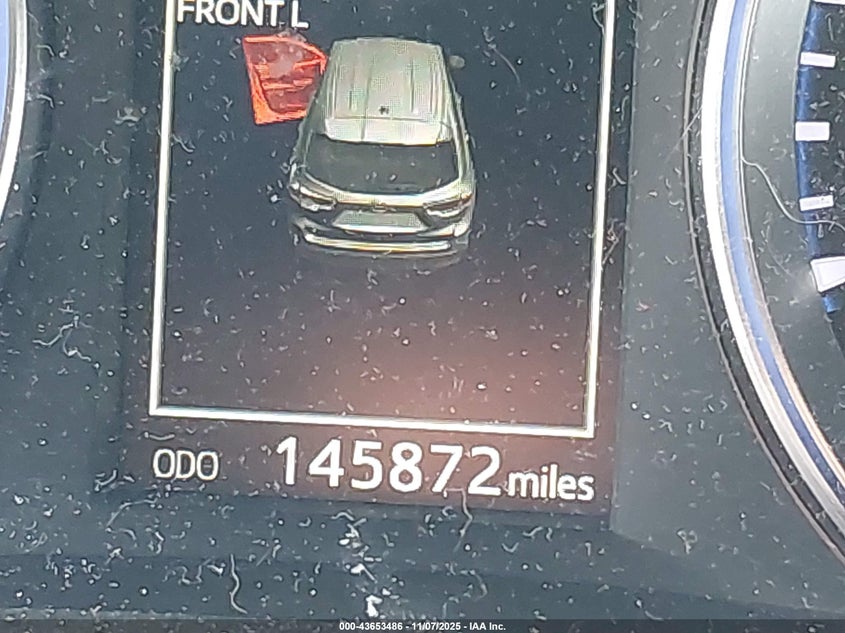 FRONT L
ODO 145872 miles
000-43653486 - 11/07/2025 - IAA Inc.